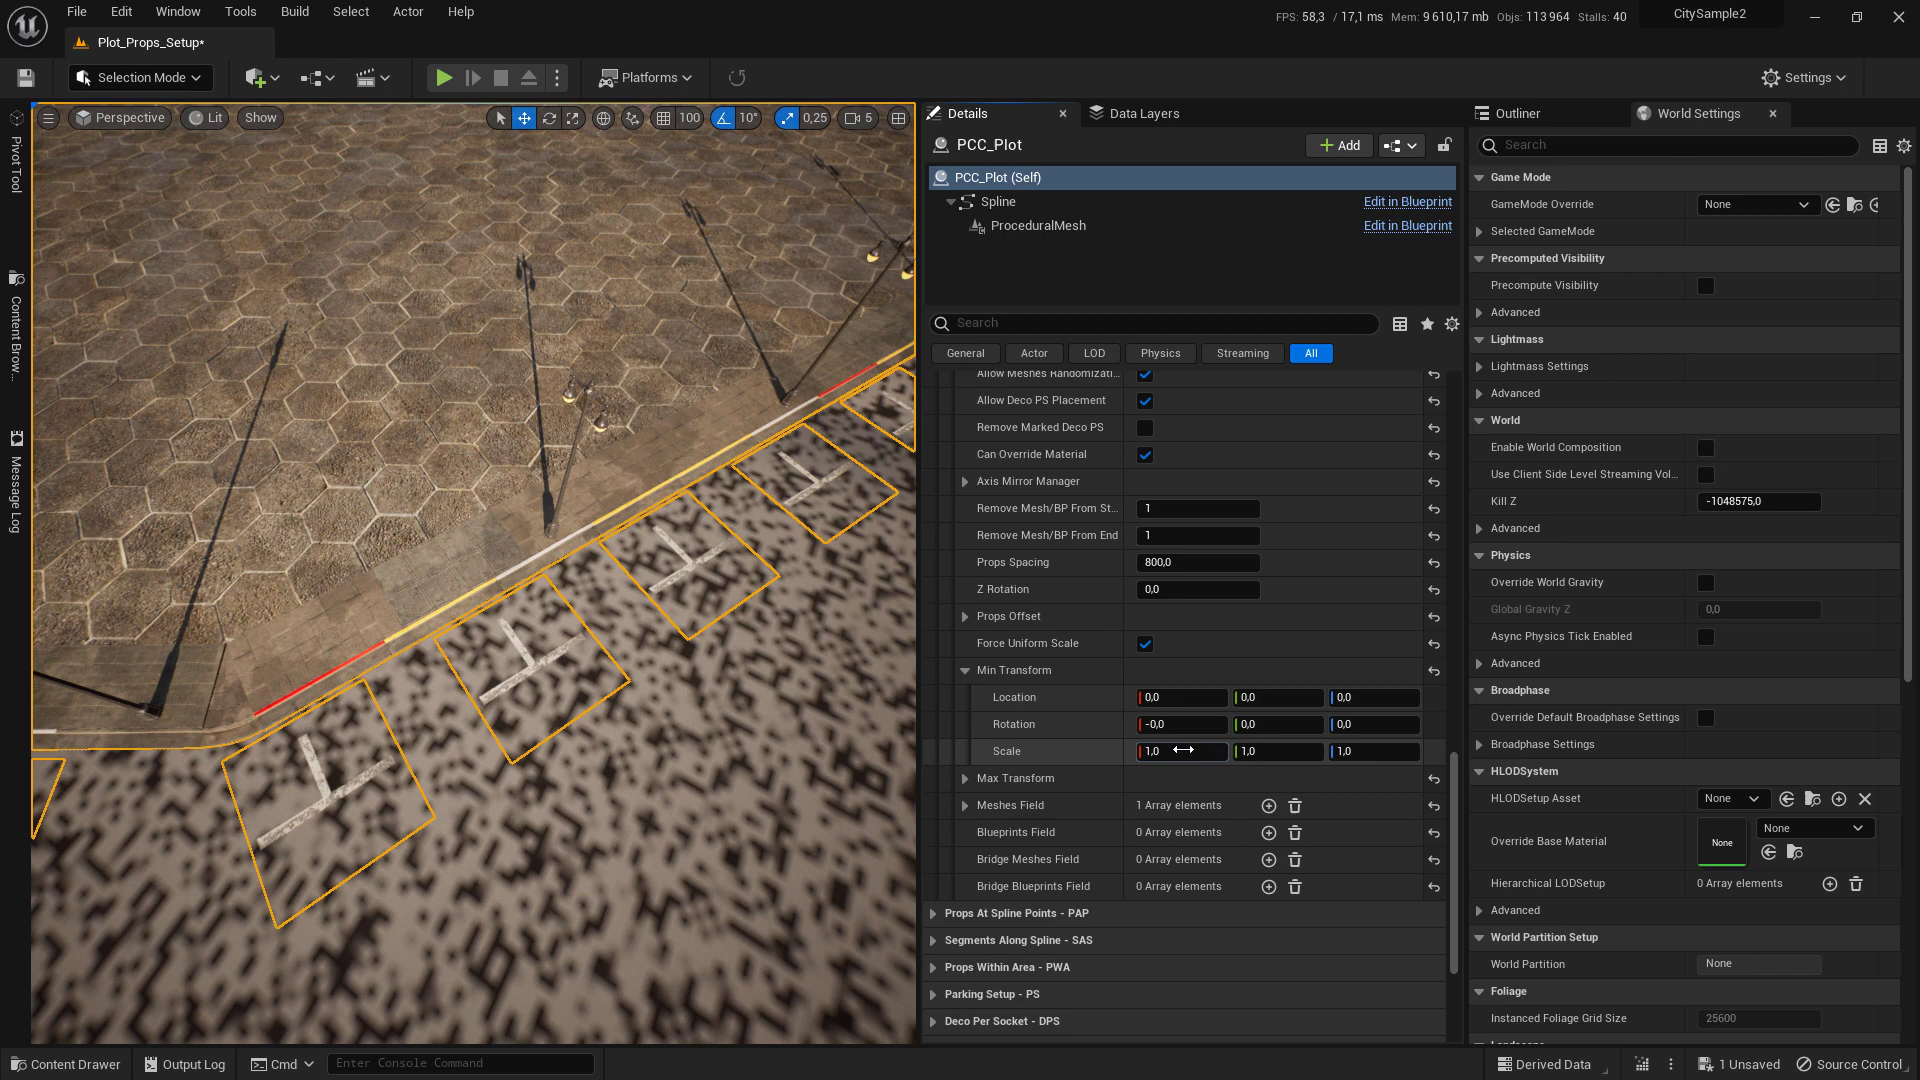 File Edit Window Tools Build Select Actor Help
FPS: 58,3 / 17,1 ms Mem: 9 610,17 mb Objs: 113 964 Stalls: 40
CitySample2
Plot_Props_Setup*
Selection Mode
Platforms
Settings
Perspective Lit Show
100 10° 0,25 5
Pivot Tool
Content Brow...
Message Log
Details
Data Layers
PCC_Plot
Add
PCC_Plot (Self)
Spline Edit in Blueprint
ProceduralMesh Edit in Blueprint
Search
General Actor LOD Physics Streaming All
Allow Meshes Randomizati...
Allow Deco PS Placement
Remove Marked Deco PS
Can Override Material
Axis Mirror Manager
Remove Mesh/BP From St... 1
Remove Mesh/BP From End 1
Props Spacing 800,0
Z Rotation 0,0
Props Offset
Force Uniform Scale
Min Transform
Location 0,0 0,0 0,0
Rotation -0,0 0,0 0,0
Scale 1,0 1,0 1,0
Max Transform
Meshes Field 1 Array elements
Blueprints Field 0 Array elements
Bridge Meshes Field 0 Array elements
Bridge Blueprints Field 0 Array elements
Props At Spline Points - PAP
Segments Along Spline - SAS
Props Within Area - PWA
Parking Setup - PS
Deco Per Socket - DPS
Outliner
World Settings
Search
Game Mode
GameMode Override None
Selected GameMode
Precomputed Visibility
Precompute Visibility
Advanced
Lightmass
Lightmass Settings
Advanced
World
Enable World Composition
Use Client Side Level Streaming Vol...
Kill Z -1048575,0
Advanced
Physics
Override World Gravity
Global Gravity Z 0,0
Async Physics Tick Enabled
Advanced
Broadphase
Override Default Broadphase Settings
Broadphase Settings
HLODSystem
HLODSetup Asset None
Override Base Material None None
Hierarchical LODSetup 0 Array elements
Advanced
World Partition Setup
World Partition None
Foliage
Instanced Foliage Grid Size 25600
Content Drawer Output Log Cmd Enter Console Command
Derived Data 1 Unsaved Source Control